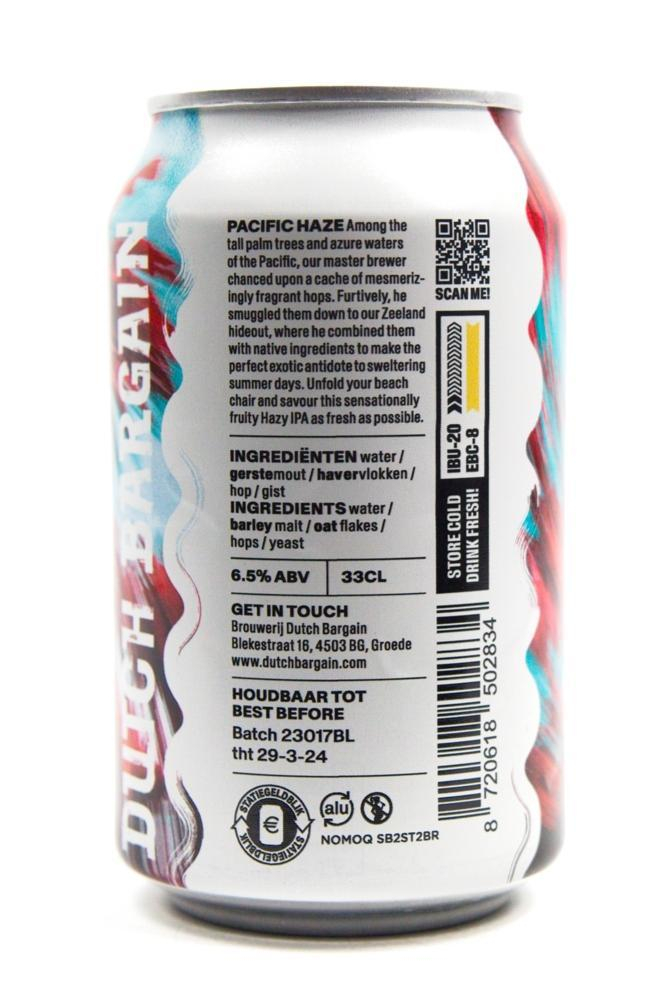 DUTCH BARGAIN
PACIFIC HAZE Among the
tall palm trees and azure waters
of the Pacific, our master brewer
chanced upon a cache of mesmeriz-
ingly fragrant hops. Furtively, he
smuggled them down to our Zeeland
hideout, where he combined them
with native ingredients to make the
perfect exotic antidote to sweltering
summer days. Unfold your beach
chair and savour this sensationally
fruity Hazy IPA as fresh as possible.
INGREDIËNTEN water /
gerstemout / havervlokken /
hop / gist
INGREDIENTS water /
barley malt / oat flakes /
hops / yeast
6.5% ABV 33CL
GET IN TOUCH
Brouwerij Dutch Bargain
Blekestraat 16, 4503 BG, Groede
www.dutchbargain.com
HOUDBAAR TOT
BEST BEFORE
Batch 23017BL
tht 29-3-24
STATIEGELDBLIK
€
STATIEGELDBLIK
alu
NOMOQ SB2ST2BR
SCAN ME!
IBU-20
EBC-8
STORE COLD
DRINK FRESH!
8 720618 502834